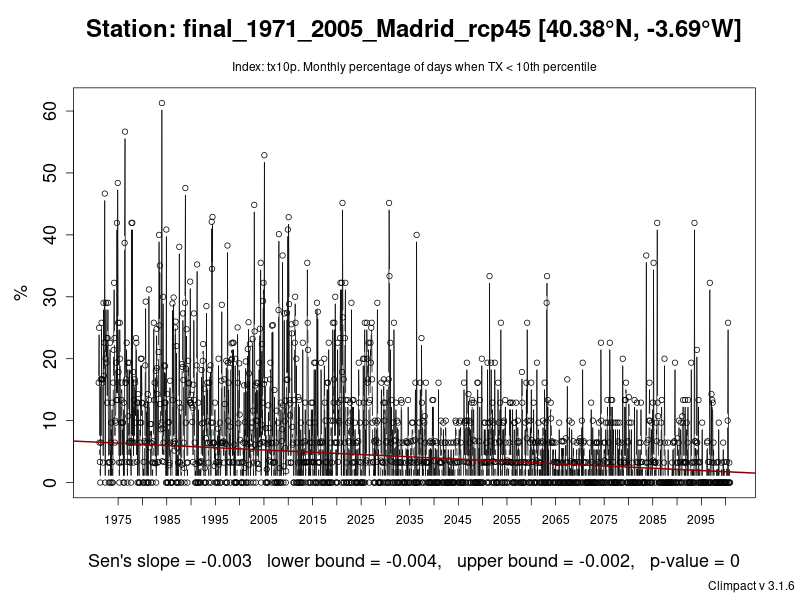 Station: final_1971_2005_Madrid_rcp45 [40.38°N, -3.69°W]
Index: tx10p. Monthly percentage of days when TX < 10th percentile
%
60
50
40
30
20
10
0
1975 1985 1995 2005 2015 2025 2035 2045 2055 2065 2075 2085 2095
Sen's slope = -0.003 lower bound = -0.004, upper bound = -0.002, p-value = 0
Climpact v 3.1.6